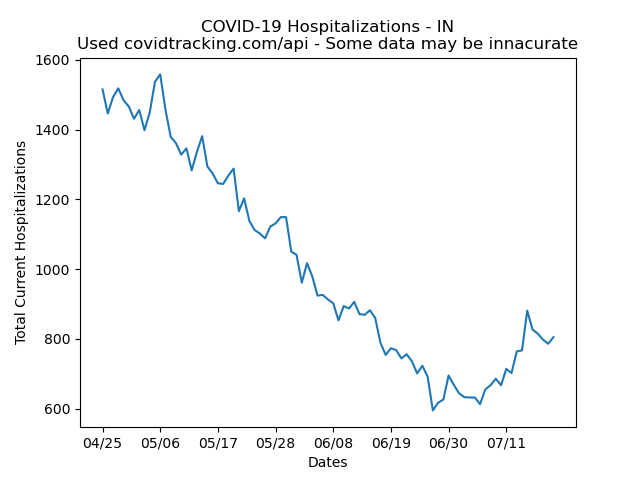 COVID-19 Hospitalizations - IN
Used covidtracking.com/api - Some data may be innacurate
1600
1400
1200
1000
800
600
Total Current Hospitalizations
04/25 05/06 05/17 05/28 06/08 06/19 06/30 07/11
Dates